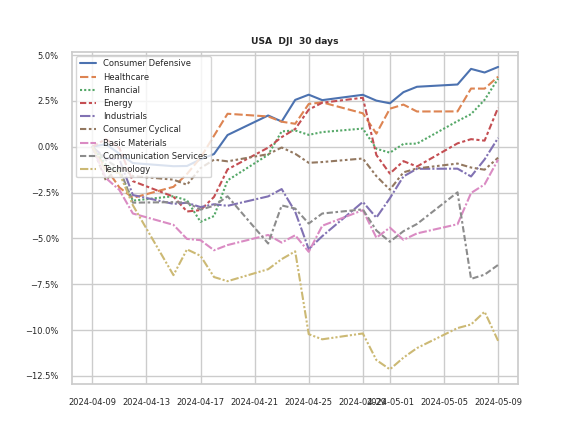 USA DJI 30 days
5.0%
2.5%
0.0%
−2.5%
−5.0%
−7.5%
−10.0%
−12.5%
Consumer Defensive
Healthcare
Financial
Energy
Industrials
Consumer Cyclical
Basic Materials
Communication Services
Technology
2024-04-09 2024-04-13 2024-04-17 2024-04-21 2024-04-25 2024-04-29 2024-05-01 2024-05-05 2024-05-09